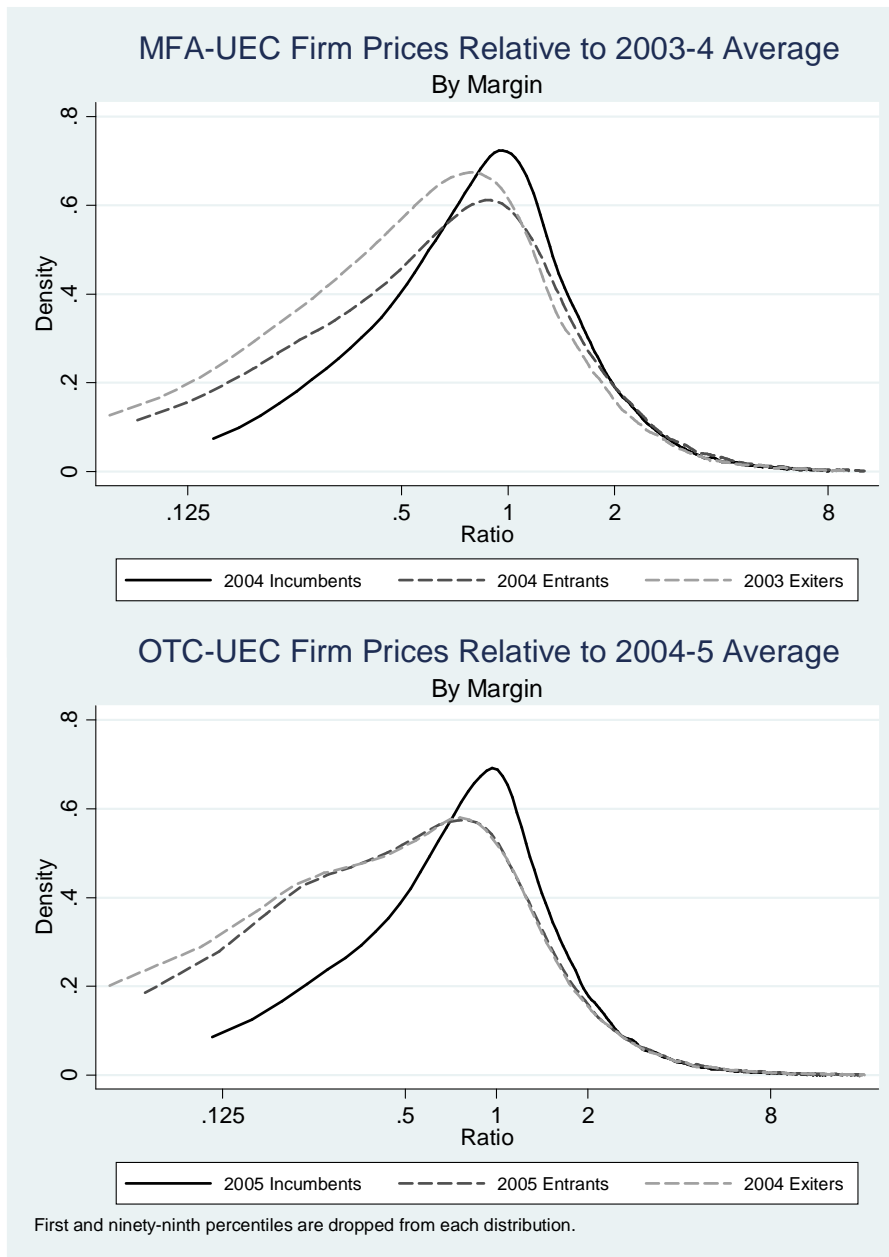 MFA-UEC Firm Prices Relative to 2003-4 Average
By Margin
.8
.6
.4
.2
0
Density
.125 .5 1 2 8
Ratio
2004 Incumbents 2004 Entrants 2003 Exiters
OTC-UEC Firm Prices Relative to 2004-5 Average
By Margin
.8
.6
.4
.2
0
Density
.125 .5 1 2 8
Ratio
2005 Incumbents 2005 Entrants 2004 Exiters
First and ninety-ninth percentiles are dropped from each distribution.